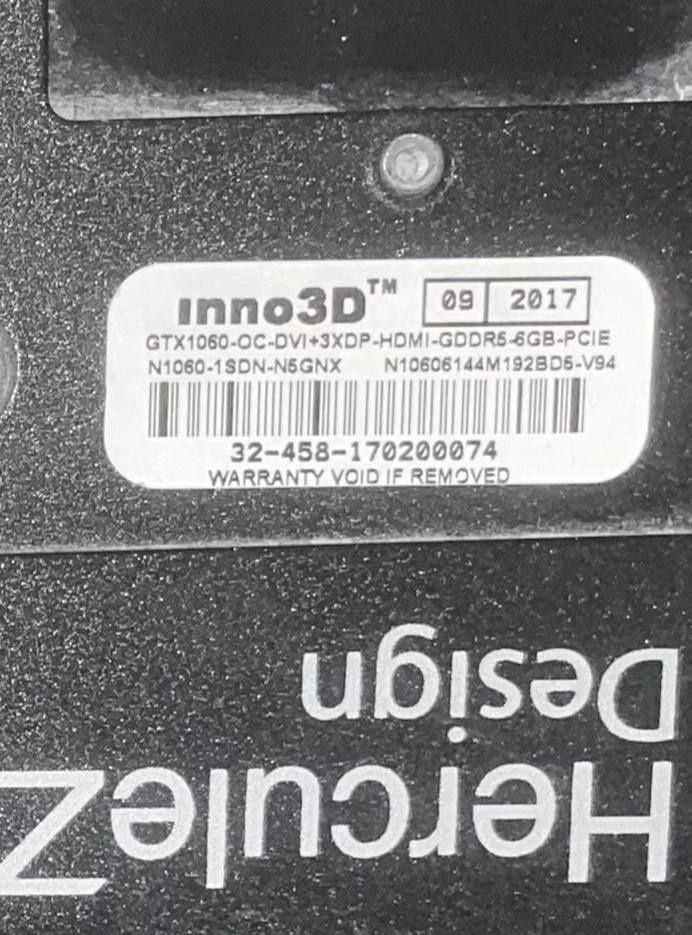 inno3D™ 09 2017
GTX1060-OC-DVI+3XDP-HDMI-GDDR5-6GB-PCIE
N1060-1SDN-N5GNX N10606144M192BD5-V94
32-458-170200074
WARRANTY VOID IF REMOVED
HerculeZ
Design